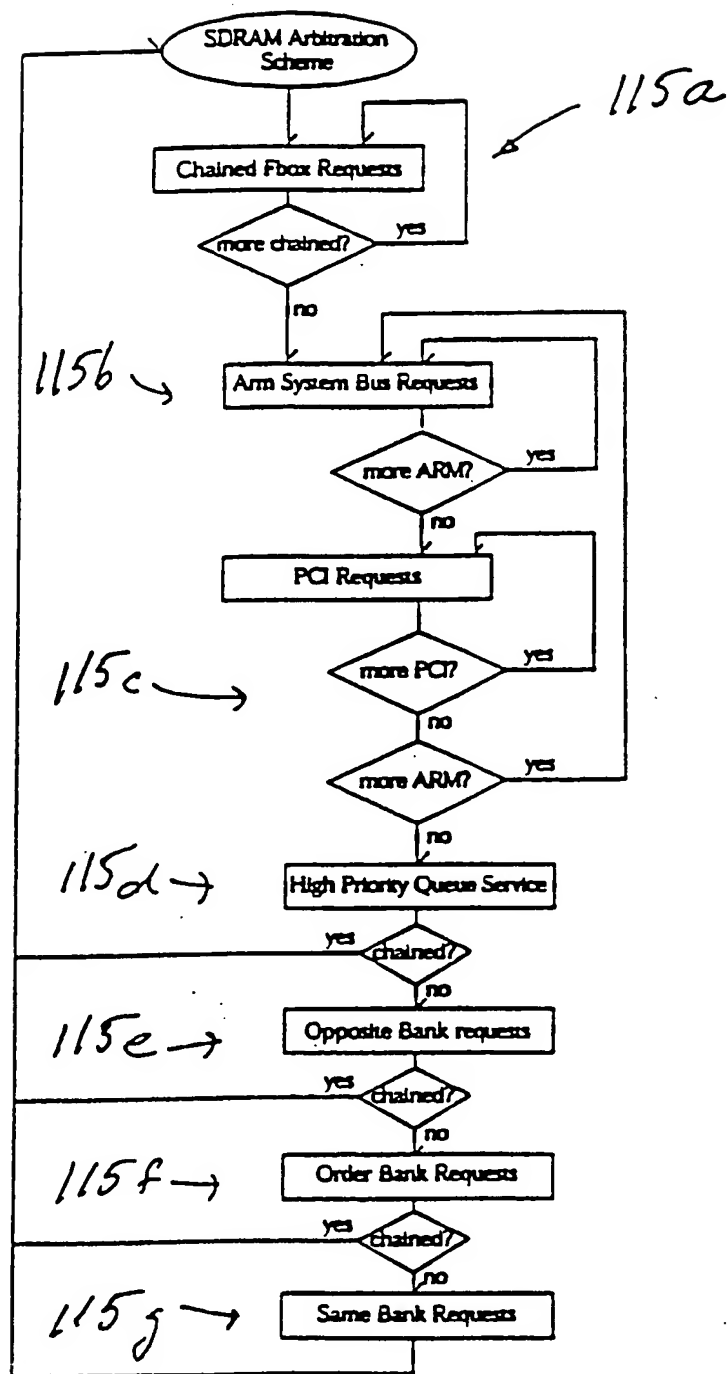 SDRAM Arbitration
Scheme
115a
Chained Fbox Requests
more chained?
yes
no
115b
Arm System Bus Requests
more ARM?
yes
no
PCI Requests
115c
more PCI?
yes
no
more ARM?
yes
no
115d
High Priority Queue Service
yes
chained?
no
115e
Opposite Bank requests
yes
chained?
no
115f
Order Bank Requests
yes
chained?
no
115g
Same Bank Requests